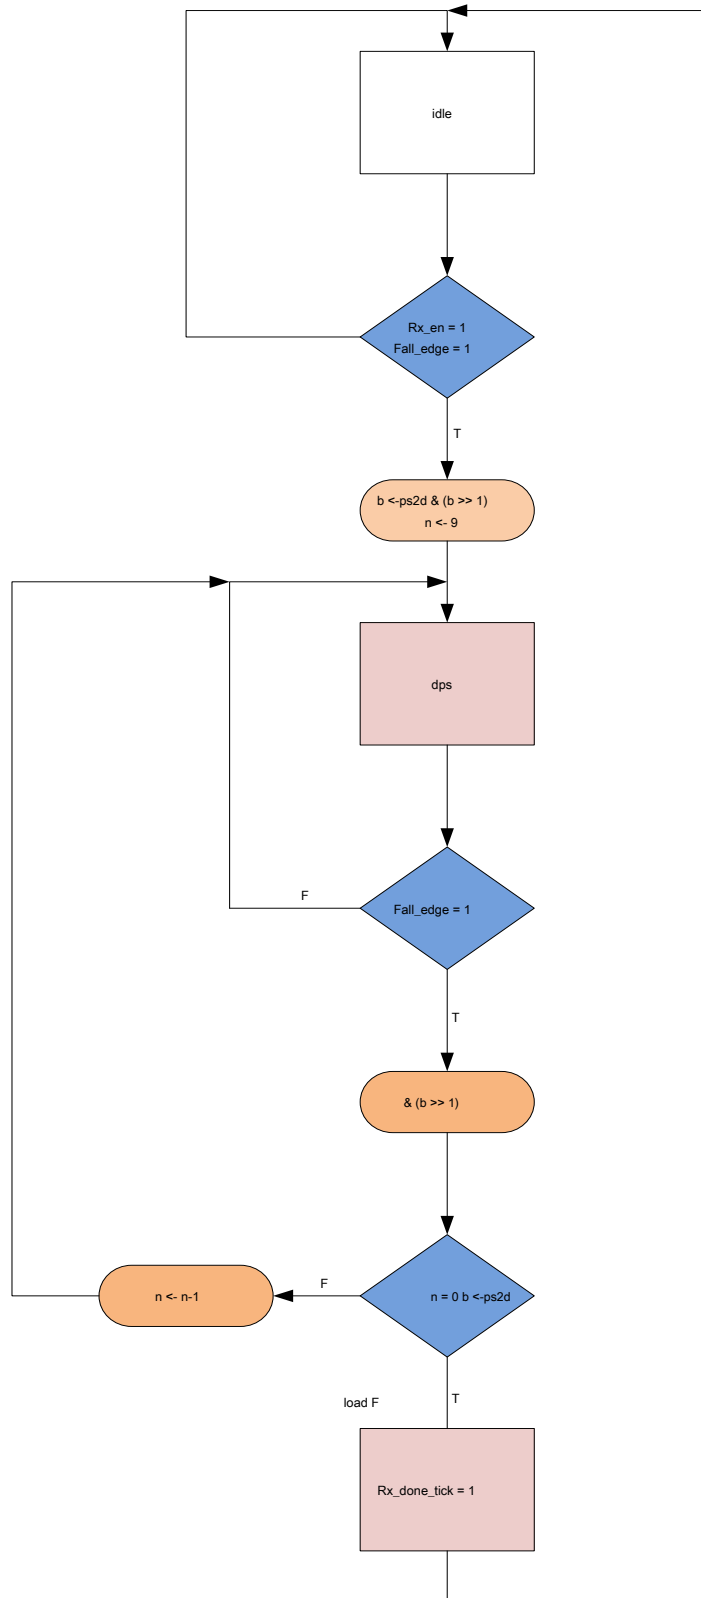 idle
Rx_en = 1
Fall_edge = 1
T
b <-ps2d & (b >> 1)
n <- 9
dps
F
Fall_edge = 1
T
& (b >> 1)
F
n <- n-1
n = 0 b <-ps2d
load F
T
Rx_done_tick = 1